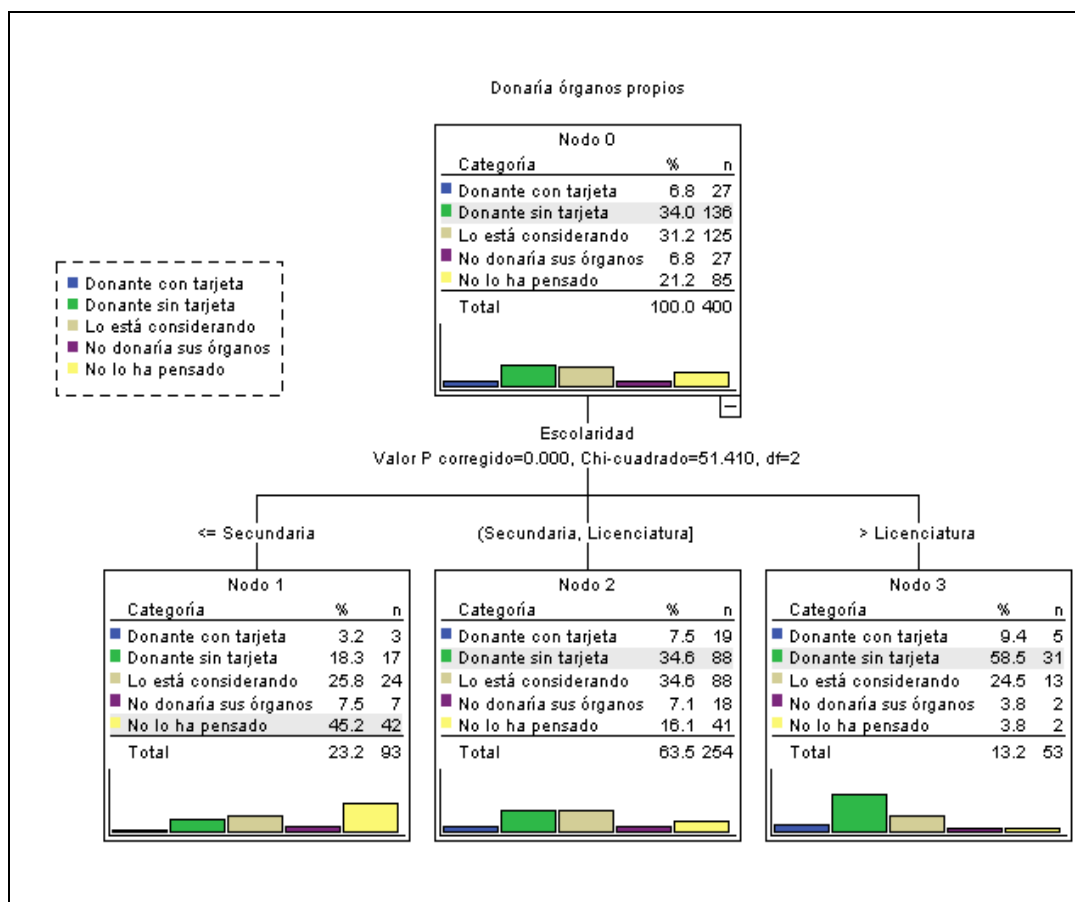 Donaría órganos propios
Nodo 0
Categoría % n
Donante con tarjeta 6.8 27
Donante sin tarjeta 34.0 136
Lo está considerando 31.2 125
No donaría sus órganos 6.8 27
No lo ha pensado 21.2 85
Total 100.0 400
Donante con tarjeta
Donante sin tarjeta
Lo está considerando
No donaría sus órganos
No lo ha pensado
Escolaridad
Valor P corregido=0.000, Chi-cuadrado=51.410, df=2
<= Secundaria
(Secundaria, Licenciatura]
> Licenciatura
Nodo 1
Categoría % n
Donante con tarjeta 3.2 3
Donante sin tarjeta 18.3 17
Lo está considerando 25.8 24
No donaría sus órganos 7.5 7
No lo ha pensado 45.2 42
Total 23.2 93
Nodo 2
Categoría % n
Donante con tarjeta 7.5 19
Donante sin tarjeta 34.6 88
Lo está considerando 34.6 88
No donaría sus órganos 7.1 18
No lo ha pensado 16.1 41
Total 63.5 254
Nodo 3
Categoría % n
Donante con tarjeta 9.4 5
Donante sin tarjeta 58.5 31
Lo está considerando 24.5 13
No donaría sus órganos 3.8 2
No lo ha pensado 3.8 2
Total 13.2 53